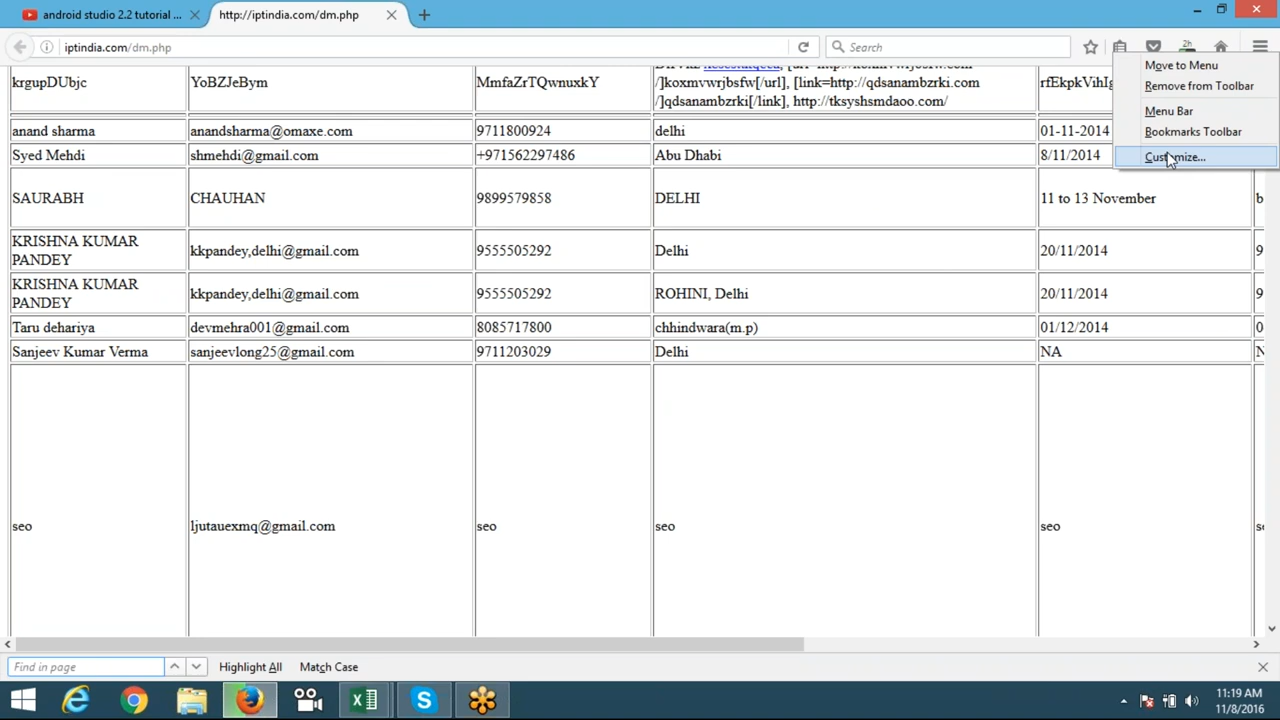 android studio 2.2 tutorial ...
http://iptindia.com/dm.php
iptindia.com/dm.php
Search
2h
Move to Menu
Remove from Toolbar
Menu Bar
Bookmarks Toolbar
Customize...
krgupDUbjc YoBZJeBym MmfaZrTQwnuxkY
/]koxmvwrjbsfw[/url], [link=http://qdsanambzrki.com
/]qdsanambzrki[/link], http://tksyshsmdaoo.com/
anand sharma anandsharma@omaxe.com 9711800924 delhi 01-11-2014
Syed Mehdi shmehdi@gmail.com +971562297486 Abu Dhabi 8/11/2014
SAURABH CHAUHAN 9899579858 DELHI 11 to 13 November b
KRISHNA KUMAR
PANDEY kkpandey,delhi@gmail.com 9555505292 Delhi 20/11/2014 9
KRISHNA KUMAR
PANDEY kkpandey,delhi@gmail.com 9555505292 ROHINI, Delhi 20/11/2014 9
Taru dehariya devmehra001@gmail.com 8085717800 chhindwara(m.p) 01/12/2014 0
Sanjeev Kumar Verma sanjeevlong25@gmail.com 9711203029 Delhi NA N
seo ljutauexmq@gmail.com seo seo seo
Find in page Highlight All Match Case
11:19 AM
11/8/2016